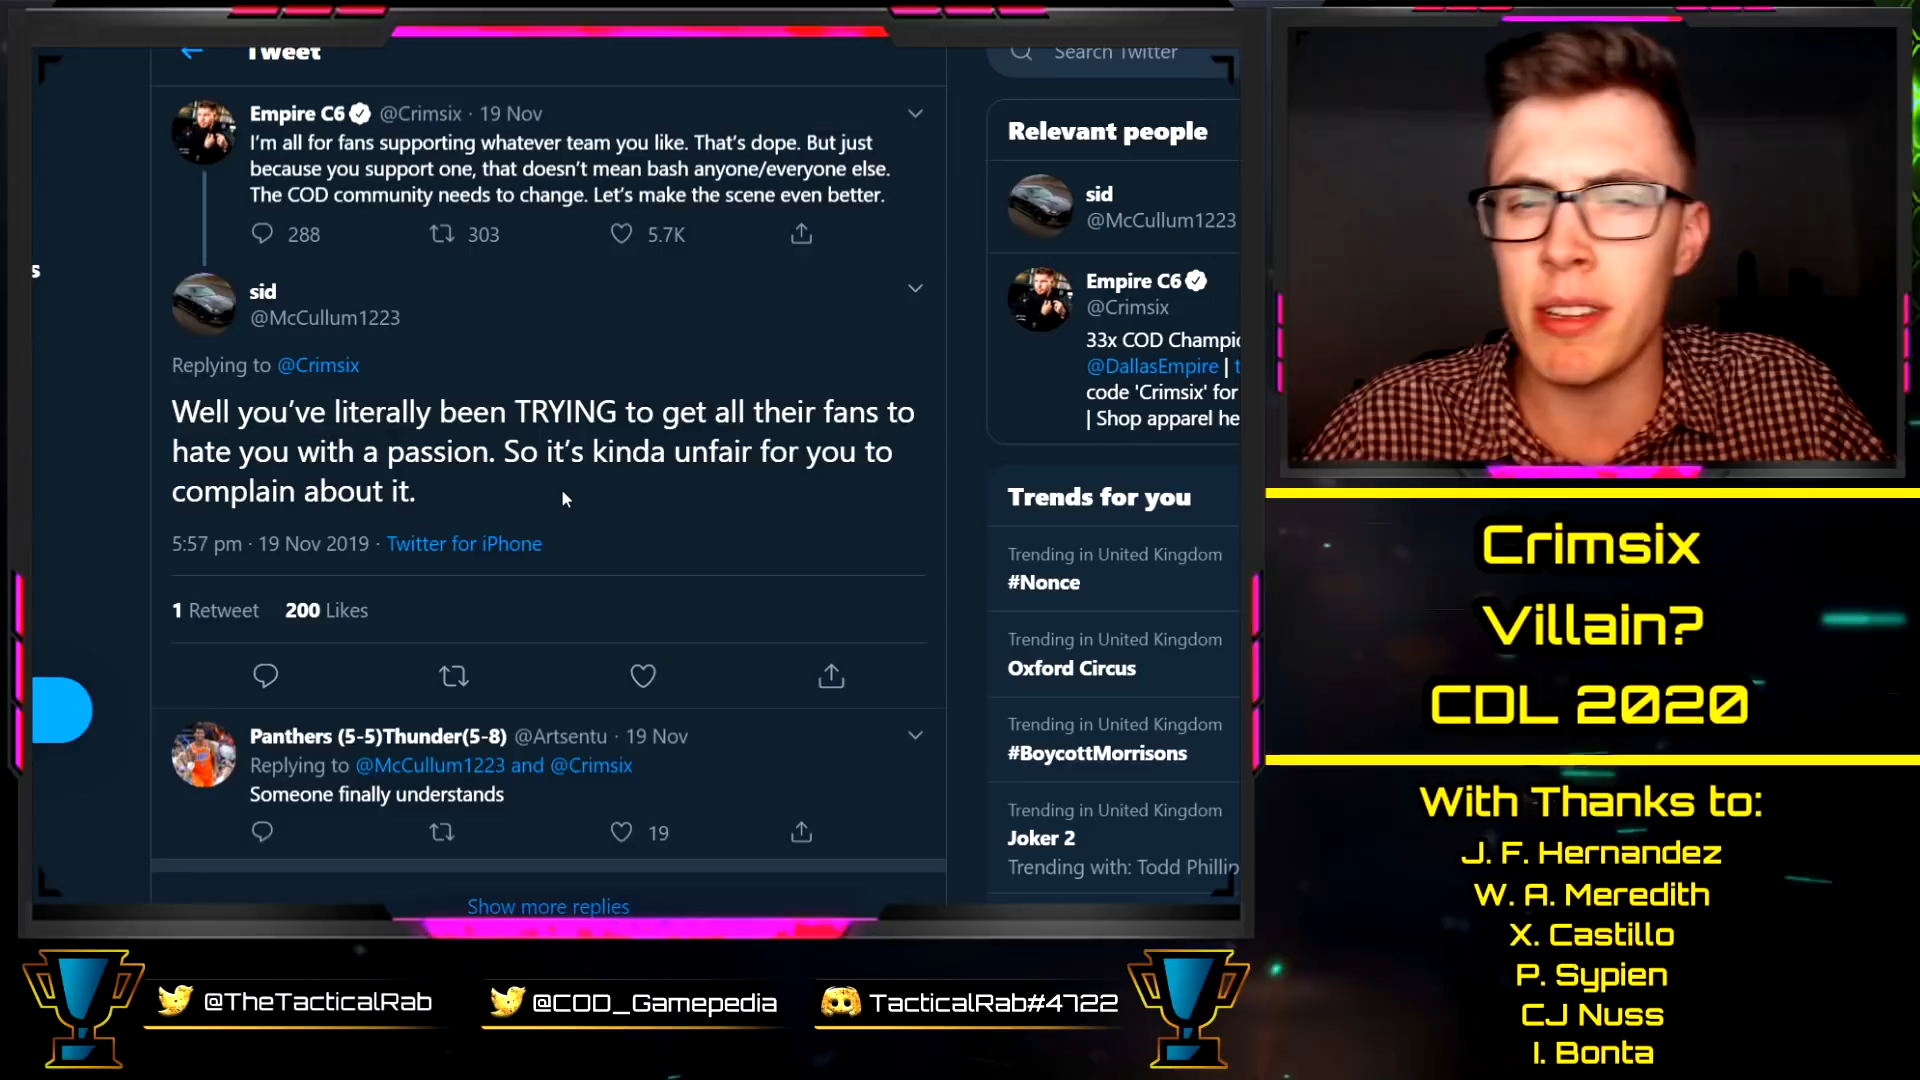 Tweet
Empire C6 @Crimsix · 19 Nov
I'm all for fans supporting whatever team you like. That's dope. But just
because you support one, that doesn't mean bash anyone/everyone else.
The COD community needs to change. Let's make the scene even better.
288 303 5.7K
s
sid
@McCullum1223
Replying to @Crimsix
Well you've literally been TRYING to get all their fans to
hate you with a passion. So it's kinda unfair for you to
complain about it.
5:57 pm · 19 Nov 2019 · Twitter for iPhone
1 Retweet 200 Likes
Panthers (5-5)Thunder(5-8) @Artsentu · 19 Nov
Replying to @McCullum1223 and @Crimsix
Someone finally understands
19
Show more replies
Search Twitter
Relevant people
sid
@McCullum1223
Empire C6
@Crimsix
33x COD Champi
@DallasEmpire | t
code 'Crimsix' for
| Shop apparel he
Trends for you
Trending in United Kingdom
#Nonce
Trending in United Kingdom
Oxford Circus
Trending in United Kingdom
#BoycottMorrisons
Trending in United Kingdom
Joker 2
Trending with: Todd Phillip
Crimsix
Villain?
CDL 2020
With Thanks to:
J. F. Hernandez
W. A. Meredith
X. Castillo
P. Sypien
CJ Nuss
I. Bonta
@TheTacticalRab
@COD_Gamepedia
TacticalRab#4722